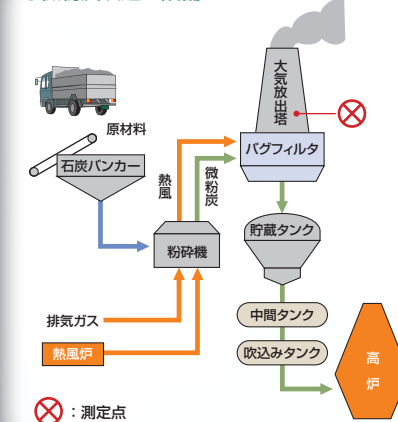 大気放出塔
原材料
石炭バンカー
バグフィルタ
熱風
微粉炭
貯蔵タンク
粉砕機
中間タンク
排気ガス
吹込みタンク
熱風炉
高炉
：測定点